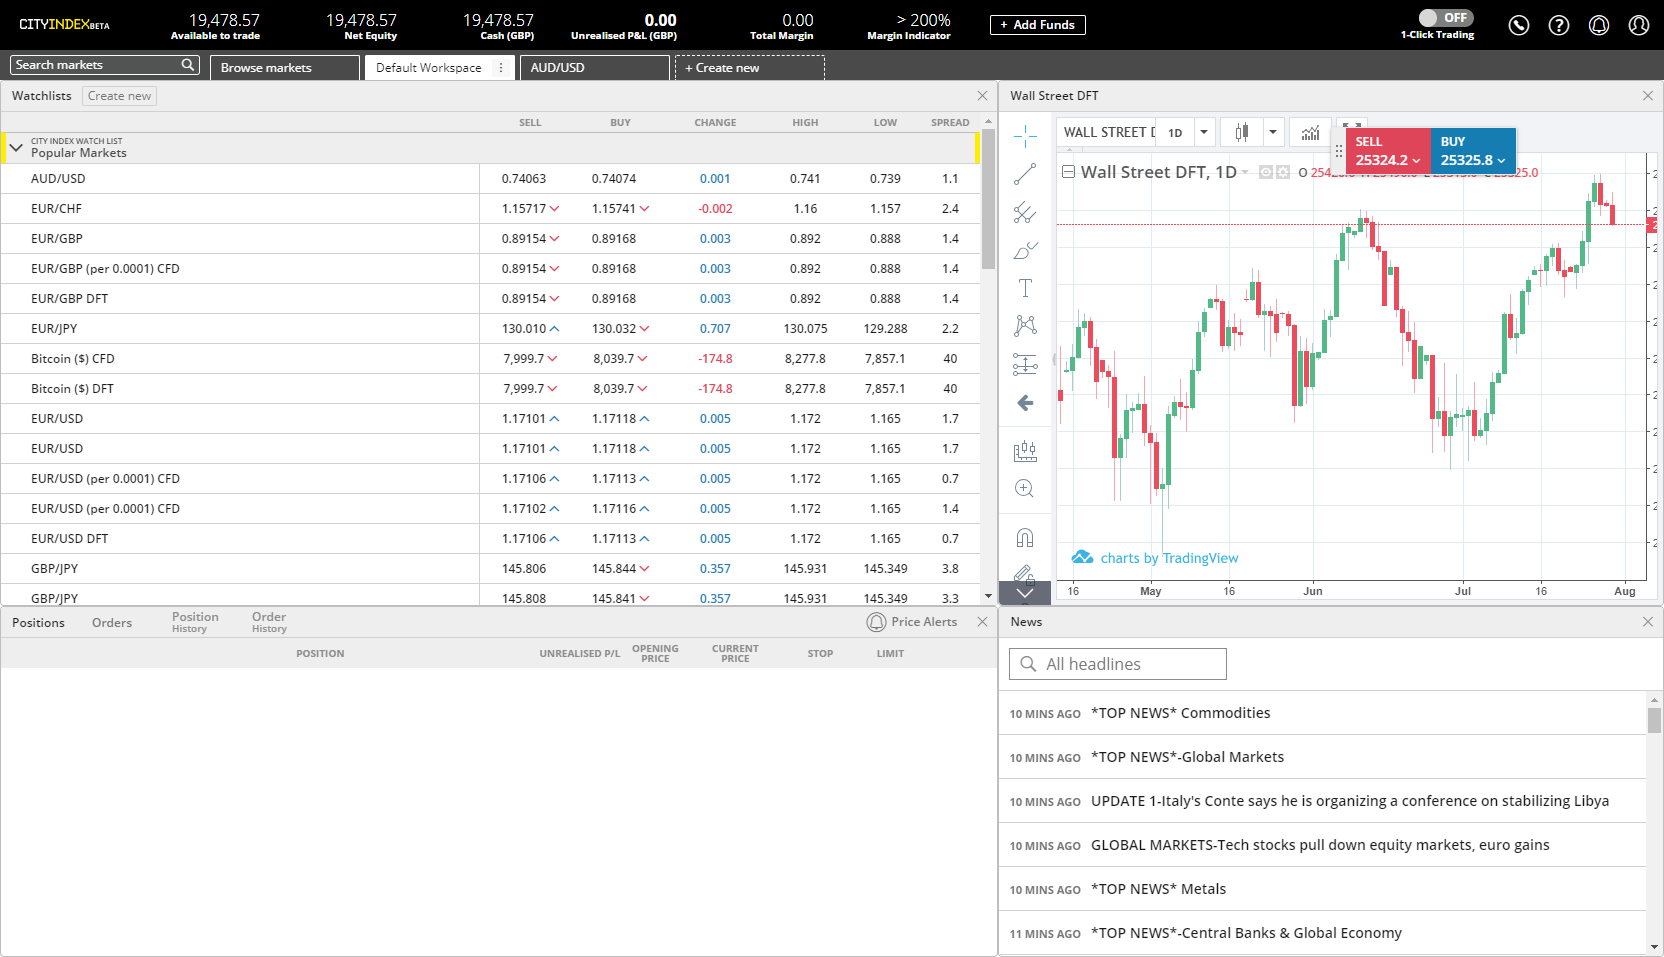 CITYINDEXBETA
19,478.57
Available to trade
19,478.57
Net Equity
19,478.57
Cash (GBP)
0.00
Unrealised P&L (GBP)
0.00
Total Margin
> 200%
Margin Indicator
+ Add Funds
OFF
1-Click Trading
Search markets
Browse markets
Default Workspace
AUD/USD
+ Create new
Watchlists Create new
SELL BUY CHANGE HIGH LOW SPREAD
CITY INDEX WATCH LIST
Popular Markets
AUD/USD 0.74063 0.74074 0.001 0.741 0.739 1.1
EUR/CHF 1.15717 1.15741 -0.002 1.16 1.157 2.4
EUR/GBP 0.89154 0.89168 0.003 0.892 0.888 1.4
EUR/GBP (per 0.0001) CFD 0.89154 0.89168 0.003 0.892 0.888 1.4
EUR/GBP DFT 0.89154 0.89168 0.003 0.892 0.888 1.4
EUR/JPY 130.010 130.032 0.707 130.075 129.288 2.2
Bitcoin ($) CFD 7,999.7 8,039.7 -174.8 8,277.8 7,857.1 40
Bitcoin ($) DFT 7,999.7 8,039.7 -174.8 8,277.8 7,857.1 40
EUR/USD 1.17101 1.17118 0.005 1.172 1.165 1.7
EUR/USD 1.17101 1.17118 0.005 1.172 1.165 1.7
EUR/USD (per 0.0001) CFD 1.17106 1.17113 0.005 1.172 1.165 0.7
EUR/USD (per 0.0001) CFD 1.17102 1.17116 0.005 1.172 1.165 1.4
EUR/USD DFT 1.17106 1.17113 0.005 1.172 1.165 0.7
GBP/JPY 145.806 145.844 0.357 145.931 145.349 3.8
GBP/JPY 145.808 145.841 0.357 145.931 145.349 3.3
Wall Street DFT
WALL STREET 1D
SELL
25324.2
BUY
25325.8
Wall Street DFT, 1D
charts by TradingView
16 May 16 Jun Jul 16 Aug
Positions
Orders
Position
History
Order
History
Price Alerts
POSITION
UNREALISED P/L
OPENING
PRICE
CURRENT
PRICE
STOP
LIMIT
News
All headlines
10 MINS AGO *TOP NEWS* Commodities
10 MINS AGO *TOP NEWS*-Global Markets
10 MINS AGO UPDATE 1-Italy's Conte says he is organizing a conference on stabilizing Libya
10 MINS AGO GLOBAL MARKETS-Tech stocks pull down equity markets, euro gains
10 MINS AGO *TOP NEWS* Metals
11 MINS AGO *TOP NEWS*-Central Banks & Global Economy